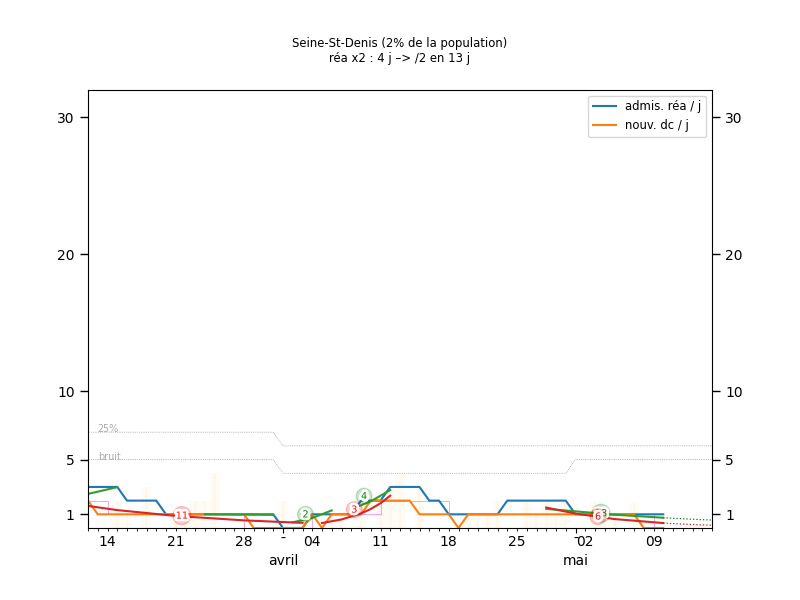 Seine-St-Denis (2% de la population)
réa x2 : 4 j –> /2 en 13 j
admis. réa / j
nouv. dc / j
30 30
20 20
10 10
25%
5 bruit 5
4
3
1 11 2 6 3 1
14 21 28 - 04 11 18 25 - 02 09
avril mai